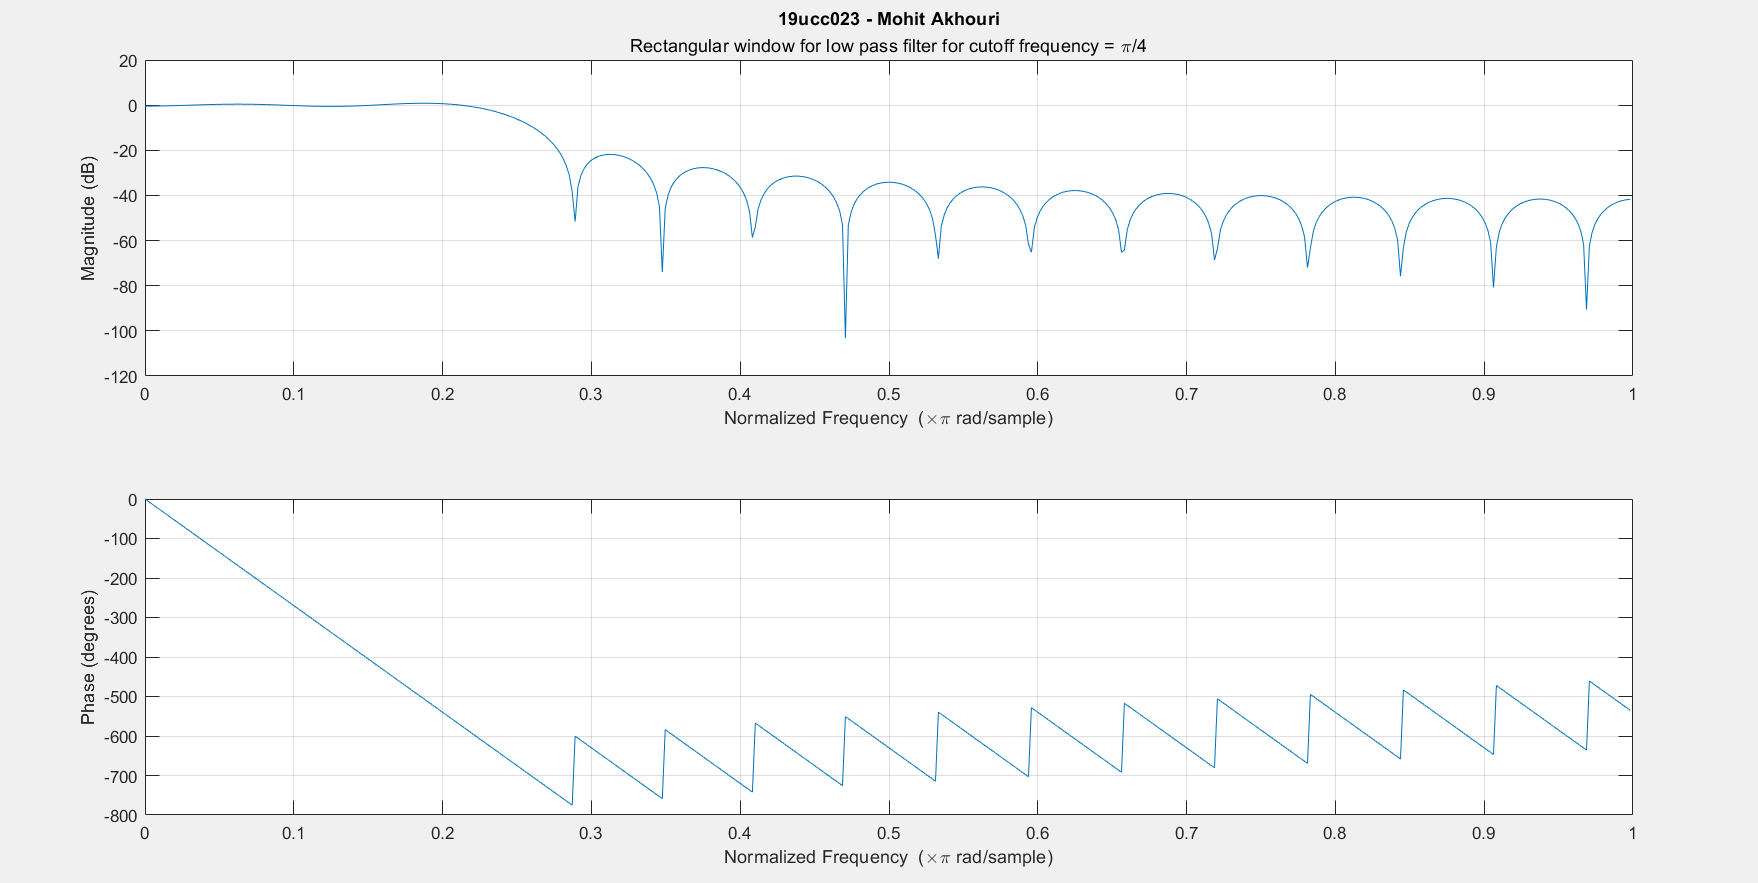 19ucc023 - Mohit Akhouri
Rectangular window for low pass filter for cutoff frequency = π/4
20
0
-20
-40
-60
-80
-100
-120
Magnitude (dB)
0 0.1 0.2 0.3 0.4 0.5 0.6 0.7 0.8 0.9 1
Normalized Frequency (×π rad/sample)
0
-100
-200
-300
-400
-500
-600
-700
-800
Phase (degrees)
0 0.1 0.2 0.3 0.4 0.5 0.6 0.7 0.8 0.9 1
Normalized Frequency (×π rad/sample)